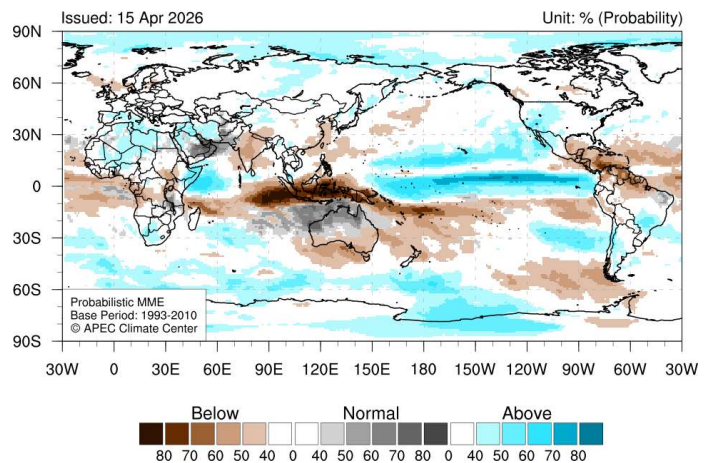 Issued: 15 Apr 2026 Unit: % (Probability)
90N
60N
30N
0
30S
60S
90S
Probabilistic MME
Base Period: 1993-2010
© APEC Climate Center
30W 0 30E 60E 90E 120E 150E 180 150W 120W 90W 60W 30W
Below Normal Above
80 70 60 50 40 0 40 50 60 70 80 0 40 50 60 70 80